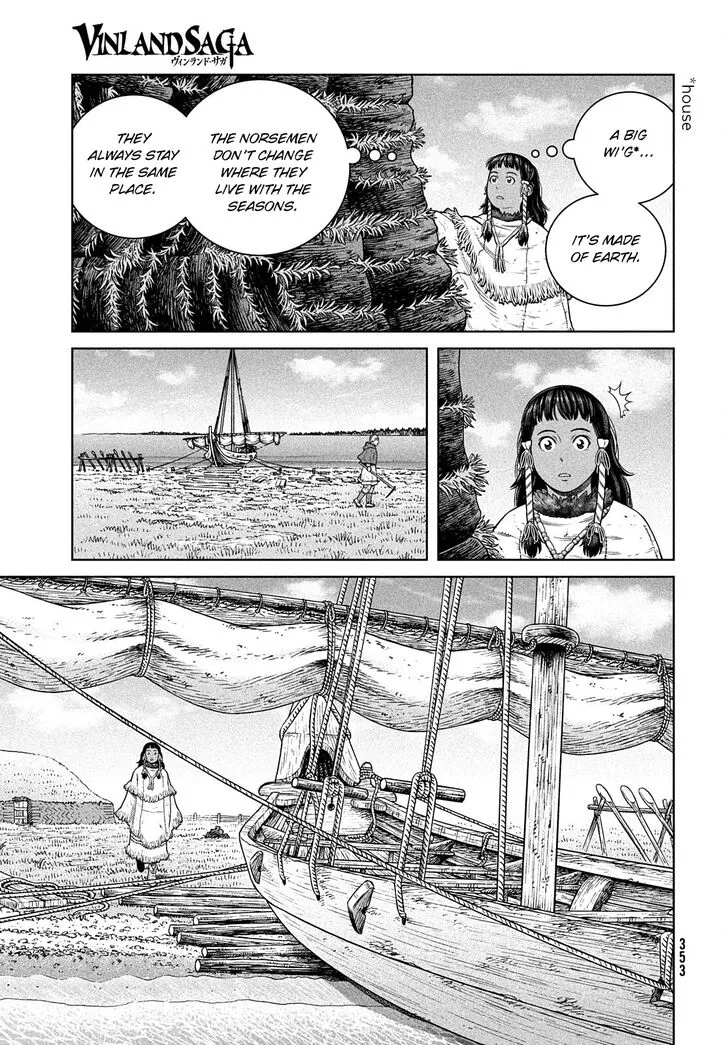 VINLAND SAGA
ヴィンランド・サガ
*house
A BIG
WI'G*...
IT'S MADE
OF EARTH.
THE NORSEMEN
DON'T CHANGE
WHERE THEY
LIVE WITH THE
SEASONS.
THEY
ALWAYS STAY
IN THE SAME
PLACE.
353